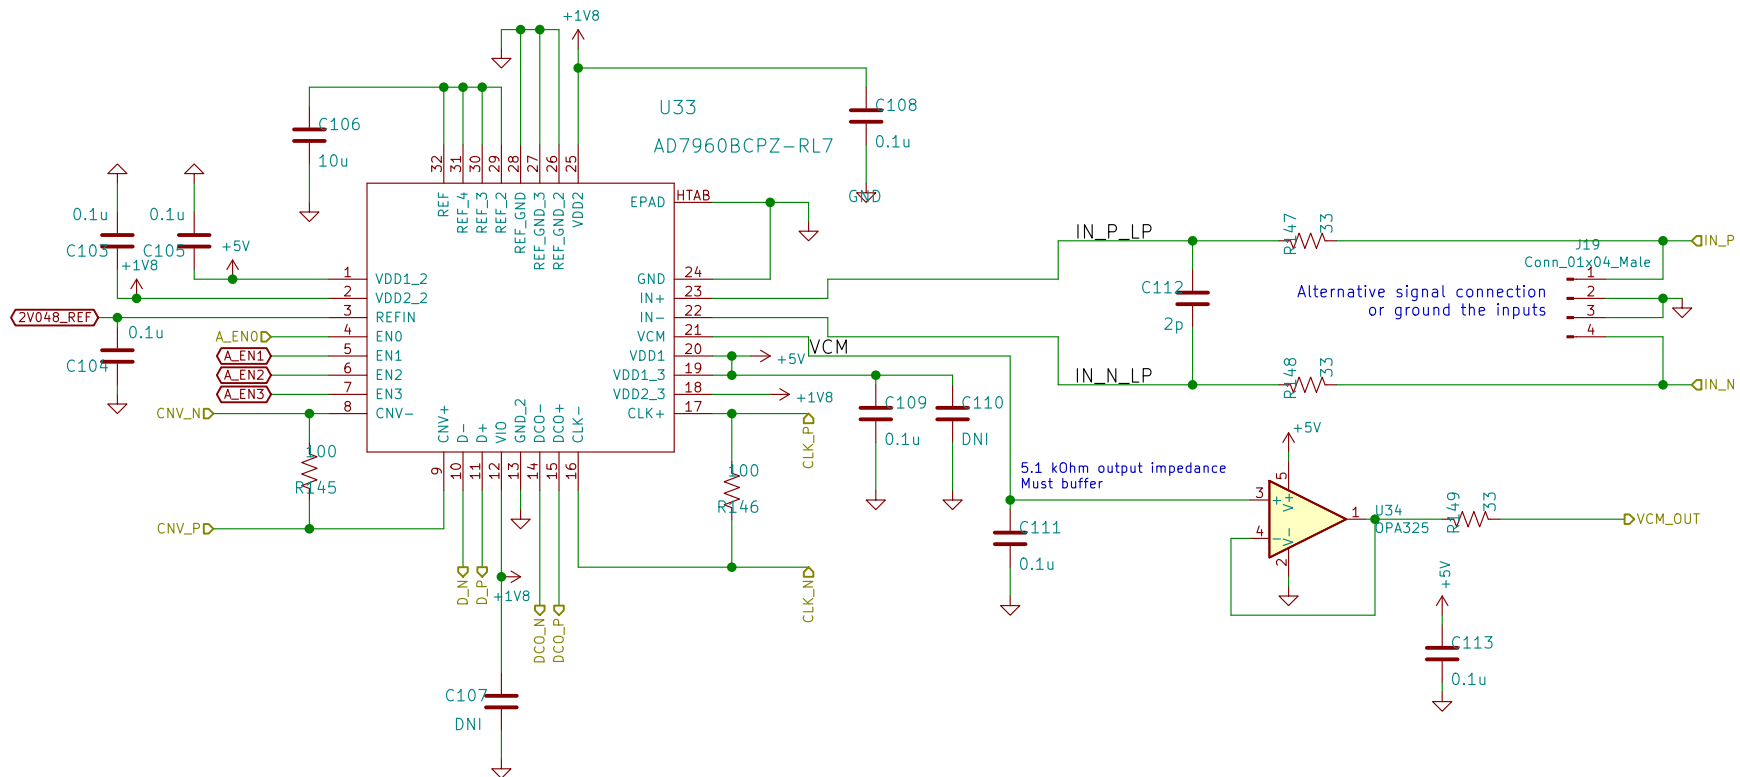 +1V8
U33
AD7960BCPZ-RL7
C106
10u
C108
0.1u
GND
32
31
30
29
28
27
26
25
REF
REF_4
REF_3
REF_2
REF_GND
REF_GND_3
REF_GND_2
VDD2
0.1u
C103
0.1u
C105
+5V
+1V8
2V048_REF
0.1u
C104
A_EN0
A_EN1
A_EN2
A_EN3
CNV_N
CNV_P
100
R145
1 VDD1_2
2 VDD2_2
3 REFIN
4 EN0
5 EN1
6 EN2
7 EN3
8 CNV-
EPAD HTAB
GND 24
IN+ 23
IN- 22
VCM 21
VDD1 20
VDD1_3 19
VDD2_3 18
CLK+ 17
CNV+
D-
D+
VIO
GND_2
DCO-
DCO+
CLK-
9
10
11
12
13
14
15
16
D_N
D_P
+1V8
DCO_N
DCO_P
C107
DNI
VCM
+5V
+1V8
CLK_P
100
R146
CLK_N
C109
0.1u
C110
DNI
IN_P_LP
IN_N_LP
C112
2p
R147
33
R148
33
J19
Conn_01x04_Male
1
2
3
4
Alternative signal connection
or ground the inputs
IN_P
IN_N
5.1 kOhm output impedance
Must buffer
C111
0.1u
+5V
3
4
5
2
1
+
-
V+
V-
U34
OPA325
R149
33
VCM_OUT
+5V
C113
0.1u